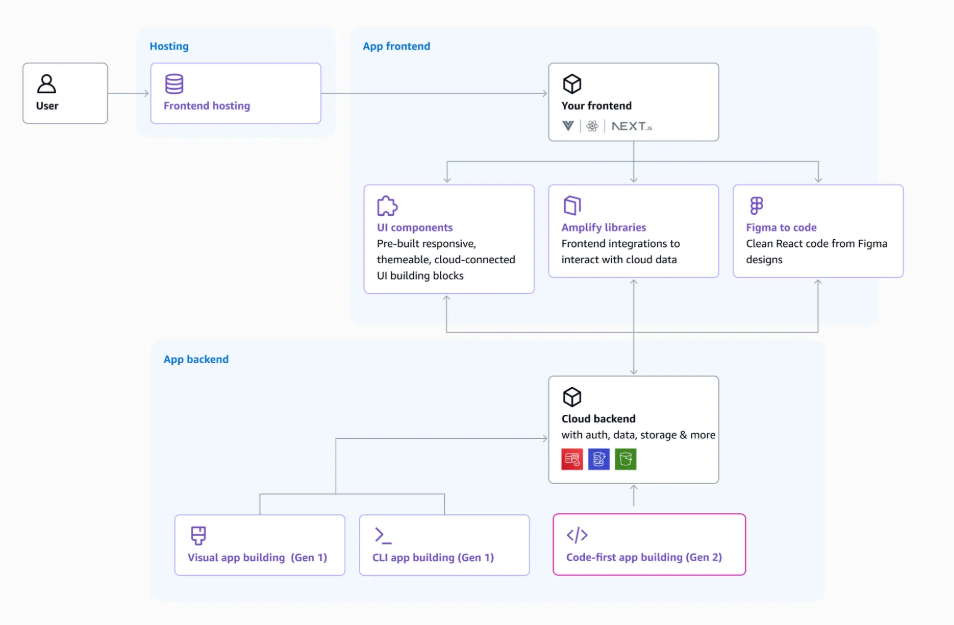 Hosting
App frontend
User
Frontend hosting
Your frontend
NEXT.JS
UI components
Pre-built responsive,
themeable, cloud-connected
UI building blocks
Amplify libraries
Frontend integrations to
interact with cloud data
Figma to code
Clean React code from Figma
designs
App backend
Cloud backend
with auth, data, storage & more
Visual app building (Gen 1)
CLI app building (Gen 1)
Code-first app building (Gen 2)